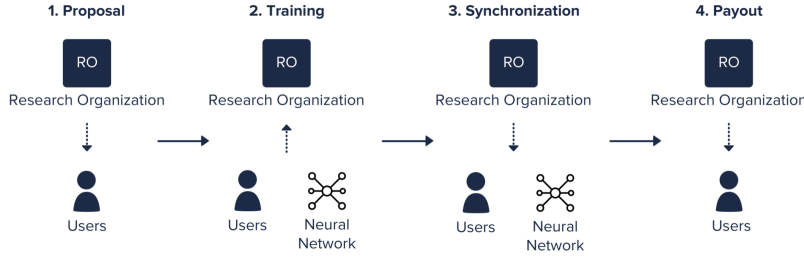 1. Proposal
2. Training
3. Synchronization
4. Payout
RO
RO
RO
RO
Research Organization
Research Organization
Research Organization
Research Organization
Users
Users
Neural
Network
Users
Neural
Network
Users